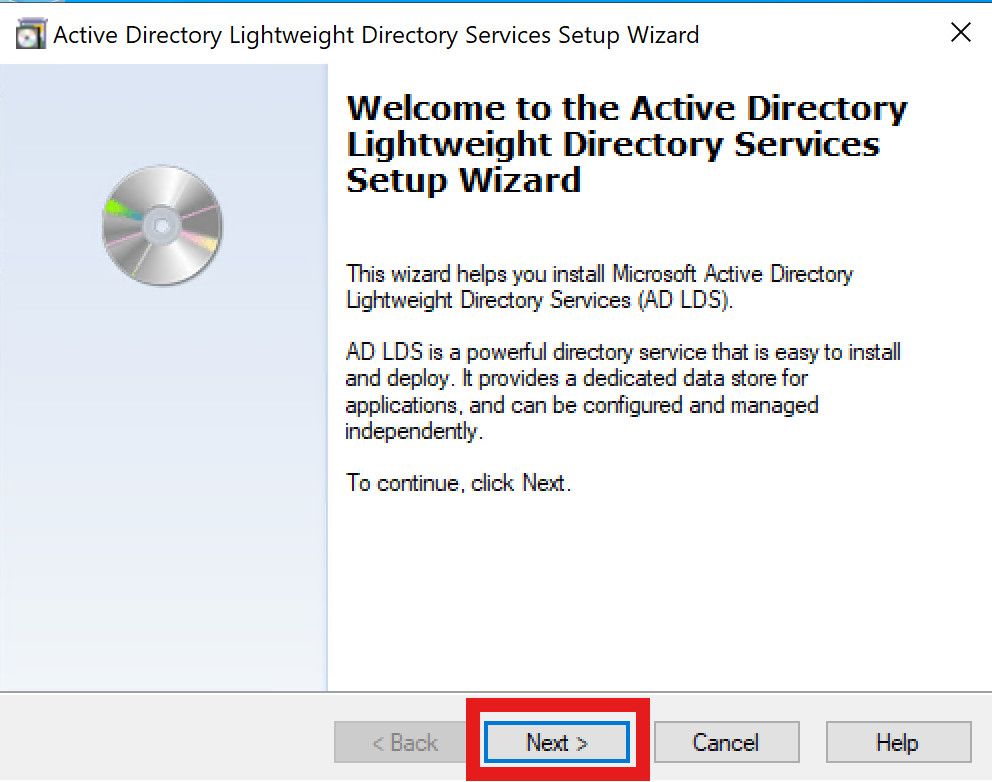 Active Directory Lightweight Directory Services Setup Wizard
Welcome to the Active Directory
Lightweight Directory Services
Setup Wizard
This wizard helps you install Microsoft Active Directory
Lightweight Directory Services (AD LDS).
AD LDS is a powerful directory service that is easy to install
and deploy. It provides a dedicated data store for
applications, and can be configured and managed
independently.
To continue, click Next.
< Back
Next >
Cancel
Help